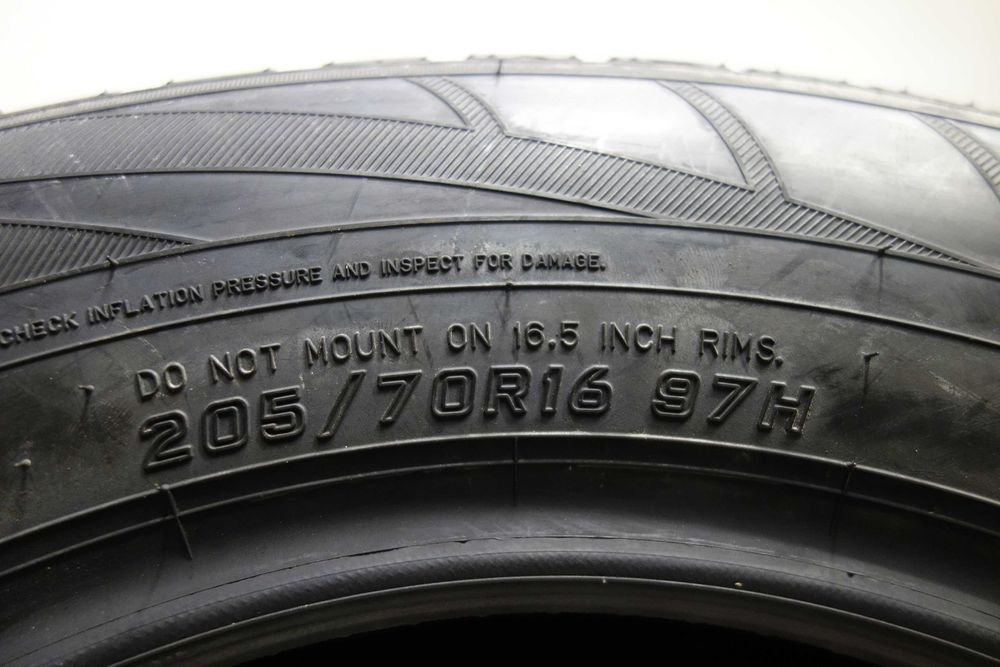 CHECK INFLATION PRESSURE AND INSPECT FOR DAMAGE.
DO NOT MOUNT ON 16.5 INCH RIMS.
205/70R16 97H